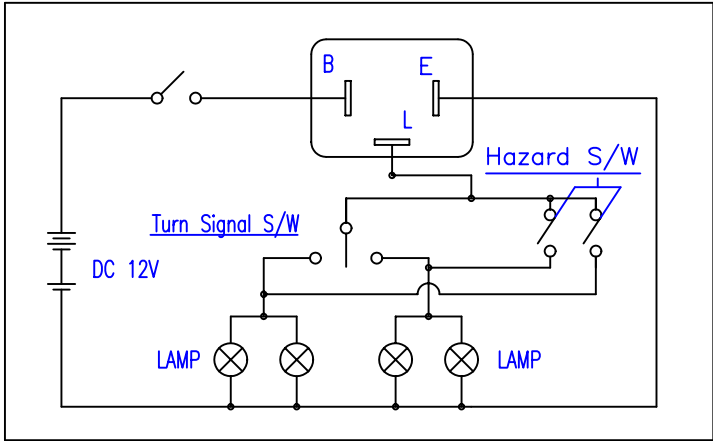 B
E
L
Hazard S/W
Turn Signal S/W
DC 12V
LAMP
LAMP